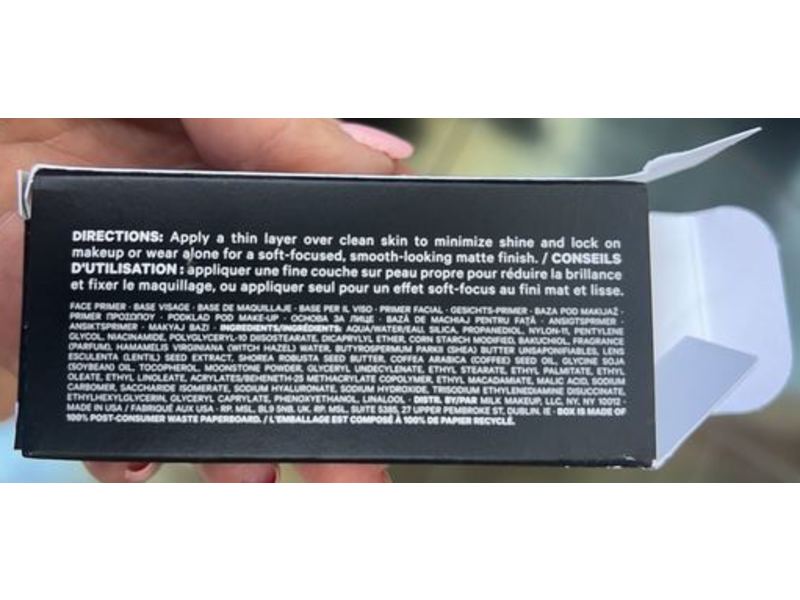 DIRECTIONS: Apply a thin layer over clean skin to minimize shine and lock on
makeup or wear alone for a soft-focused, smooth-looking matte finish. / CONSEILS
D'UTILISATION : appliquer une fine couche sur peau propre pour réduire la brillance
et fixer le maquillage, ou appliquer seul pour un effet soft-focus au fini mat et lisse.
FACE PRIMER · BASE VISAGE · BASE DE MAQUILLAJE · BASE PER IL VISO · PRIMER FACIAL · GESICHTS-PRIMER · BAZA POD MAKIJAŻ ·
PRIMER ΠΡΟΣΩΠΟΥ · PODKLAD POD MAKE-UP · ОСНОВА ЗА ЛИЦЕ · BAZĂ DE MACHIAJ PENTRU FAȚĂ · ANSIGTSPRIMER ·
ANSIKTSPRIMER · MAKYAJ BAZI · INGREDIENTS/INGRÉDIENTS: AQUA/WATER/EAU SILICA, PROPANEDIOL, NYLON-11, PENTYLENE
GLYCOL, NIACINAMIDE, POLYGLYCERYL-10 DIISOSTEARATE, DICAPRYLYL ETHER, CORN STARCH MODIFIED, BAKUCHIOL, FRAGRANCE
(PARFUM), HAMAMELIS VIRGINIANA (WITCH HAZEL) WATER, BUTYROSPERMUM PARKII (SHEA) BUTTER UNSAPONIFIABLES, LENS
ESCULENTA (LENTIL) SEED EXTRACT, SHOREA ROBUSTA SEED BUTTER, COFFEA ARABICA (COFFEE) SEED OIL, GLYCINE SOJA
(SOYBEAN) OIL, TOCOPHEROL, MOONSTONE POWDER, GLYCERYL UNDECYLENATE, ETHYL STEARATE, ETHYL PALMITATE, ETHYL
OLEATE, ETHYL LINOLEATE, ACRYLATES/BEHENETH-25 METHACRYLATE COPOLYMER, ETHYL MACADAMIATE, MALIC ACID, SODIUM
CARBOMER, SACCHARIDE ISOMERATE, SODIUM HYALURONATE, SODIUM HYDROXIDE, TRISODIUM ETHYLENEDIAMINE DISUCCINATE,
ETHYLHEXYLGLYCERIN, GLYCERYL CAPRYLATE, PHENOXYETHANOL, LINALOOL · DISTR. BY/PAR MILK MAKEUP, LLC, NY, NY 10012 ·
MADE IN USA / FABRIQUÉ AUX USA · RP. MSL, BL9 5NB, UK. RP. MSL, SUITE 5385, 27 UPPER PEMBROKE ST, DUBLIN. IE · BOX IS MADE OF
100% POST-CONSUMER WASTE PAPERBOARD. / L'EMBALLAGE EST COMPOSÉ À 100% DE PAPIER RECYCLÉ.